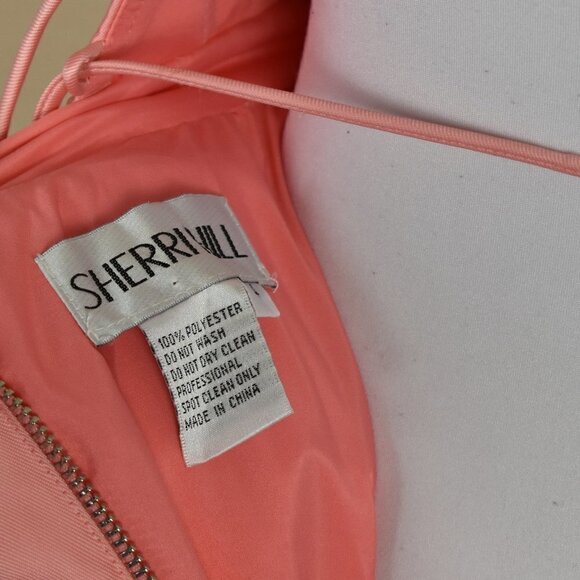 SHERRI HILL
100% POLYESTER
DO NOT WASH
DO NOT DRY CLEAN
PROFESSIONAL
SPOT CLEAN ONLY
MADE IN CHINA